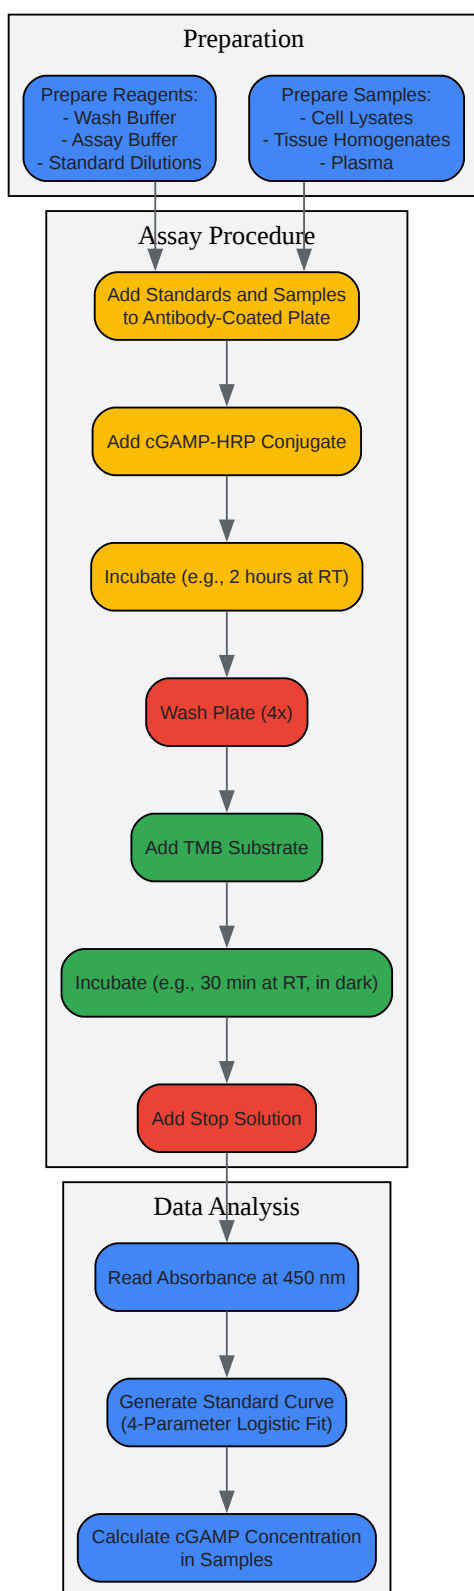 Preparation
Prepare Reagents:
- Wash Buffer
- Assay Buffer
- Standard Dilutions
Prepare Samples:
- Cell Lysates
- Tissue Homogenates
- Plasma
Assay Procedure
Add Standards and Samples
to Antibody-Coated Plate
Add cGAMP-HRP Conjugate
Incubate (e.g., 2 hours at RT)
Wash Plate (4x)
Add TMB Substrate
Incubate (e.g., 30 min at RT, in dark)
Add Stop Solution
Data Analysis
Read Absorbance at 450 nm
Generate Standard Curve
(4-Parameter Logistic Fit)
Calculate cGAMP Concentration
in Samples